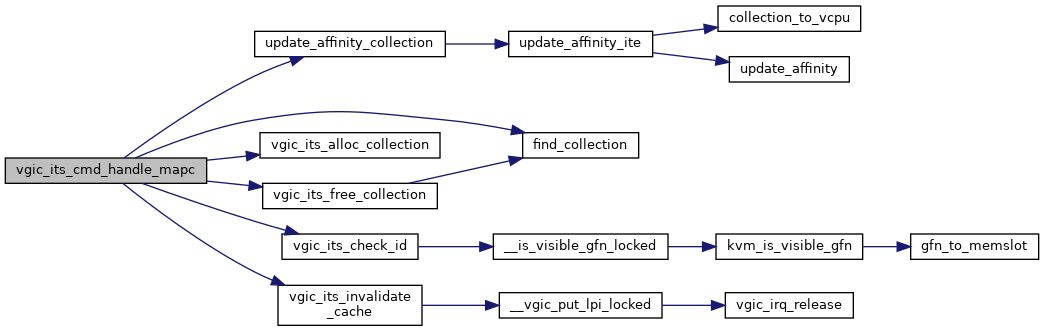 collection_to_vcpu
update_affinity_collection
update_affinity_ite
update_affinity
vgic_its_alloc_collection
find_collection
vgic_its_cmd_handle_mapc
vgic_its_free_collection
vgic_its_check_id
__is_visible_gfn_locked
kvm_is_visible_gfn
gfn_to_memslot
vgic_its_invalidate
_cache
__vgic_put_lpi_locked
vgic_irq_release